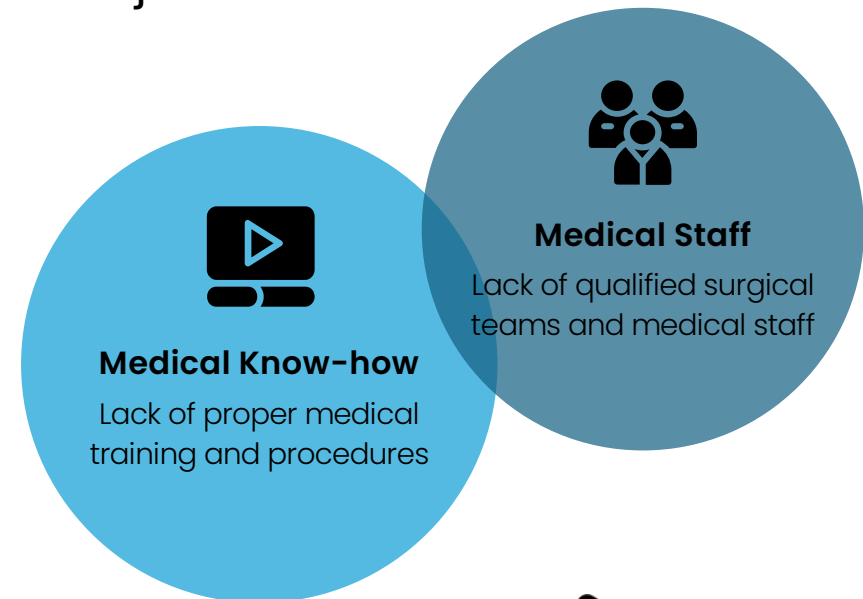 Medical Staff
Lack of qualified surgical
teams and medical staff
Medical Know-how
Lack of proper medical
training and procedures